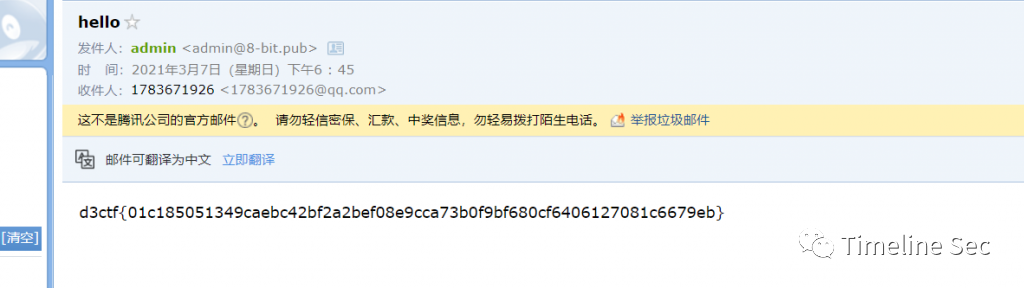 hello
发件人：admin <admin@8-bit.pub>
时 间：2021年3月7日（星期日）下午6：45
收件人：1783671926 <1783671926@qq.com>
这不是腾讯公司的官方邮件?。 请勿轻信密保、汇款、中奖信息，勿轻易拨打陌生电话。 举报垃圾邮件
邮件可翻译为中文 立即翻译
d3ctf{01c185051349caebc42bf2a2bef08e9cca73b0f9bf680cf6406127081c6679eb}
[清空]
Timeline Sec